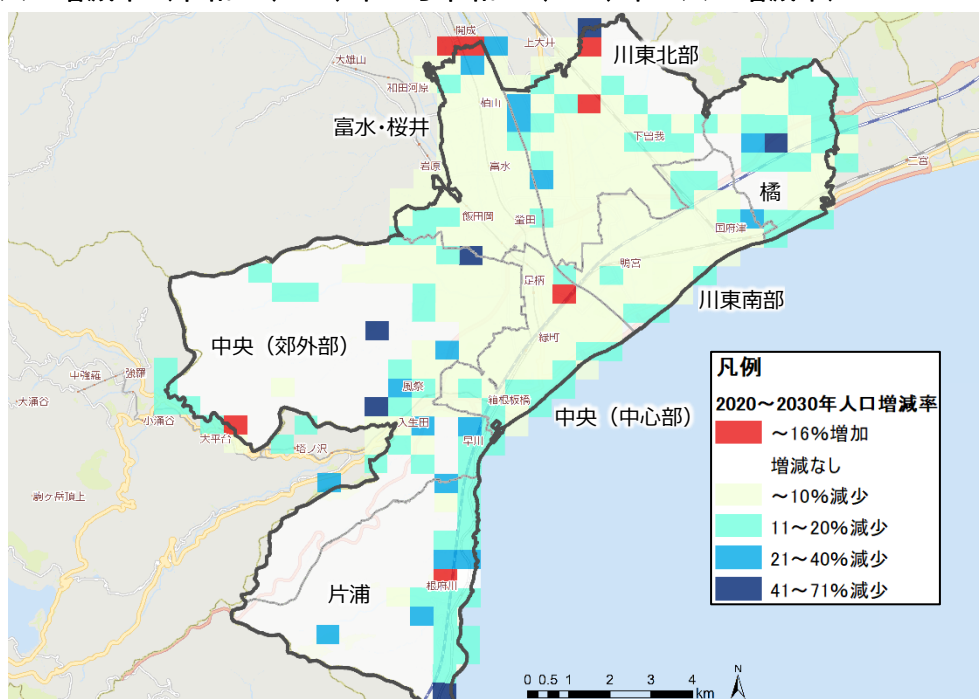 開成
上大井
川東北部
大雄山
和田河原
栢山
富水・桜井
下曽我
岩原
富水
二宮
橘
飯田岡
螢田
国府津
鴨宮
足柄
川東南部
中央（郊外部）
緑町
中強羅
強羅
大涌谷
風祭
小涌谷
箱根板橋
中央（中心部）
大平台
入生田
塔ノ沢
早川
駒ヶ岳頂上
根府川
片浦
凡例
2020～2030年人口増減率
～16%増加
増減なし
～10%減少
11～20%減少
21～40%減少
41～71%減少
0 0.5 1 2 3 4
km
N